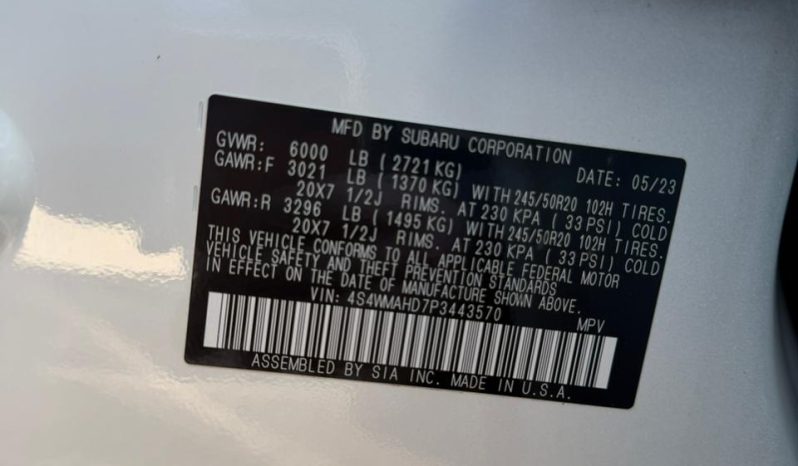 MFD BY SUBARU CORPORATION
GVWR: 6000 LB (2721 KG) DATE: 05/23
GAWR:F 3021 LB (1370 KG) WITH 245/50R20 102H TIRES.
20X7 1/2J RIMS. AT 230 KPA (33 PSI) COLD
GAWR:R 3296 LB (1495 KG) WITH 245/50R20 102H TIRES.
20X7 1/2J RIMS. AT 230 KPA (33 PSI) COLD
THIS VEHICLE CONFORMS TO ALL APPLICABLE FEDERAL MOTOR
VEHICLE SAFETY AND THEFT PREVENTION STANDARDS
IN EFFECT ON THE DATE OF MANUFACTURE SHOWN ABOVE.
VIN: 4S4WMAHD7P3443570 MPV
ASSEMBLED BY SIA INC. MADE IN U.S.A.